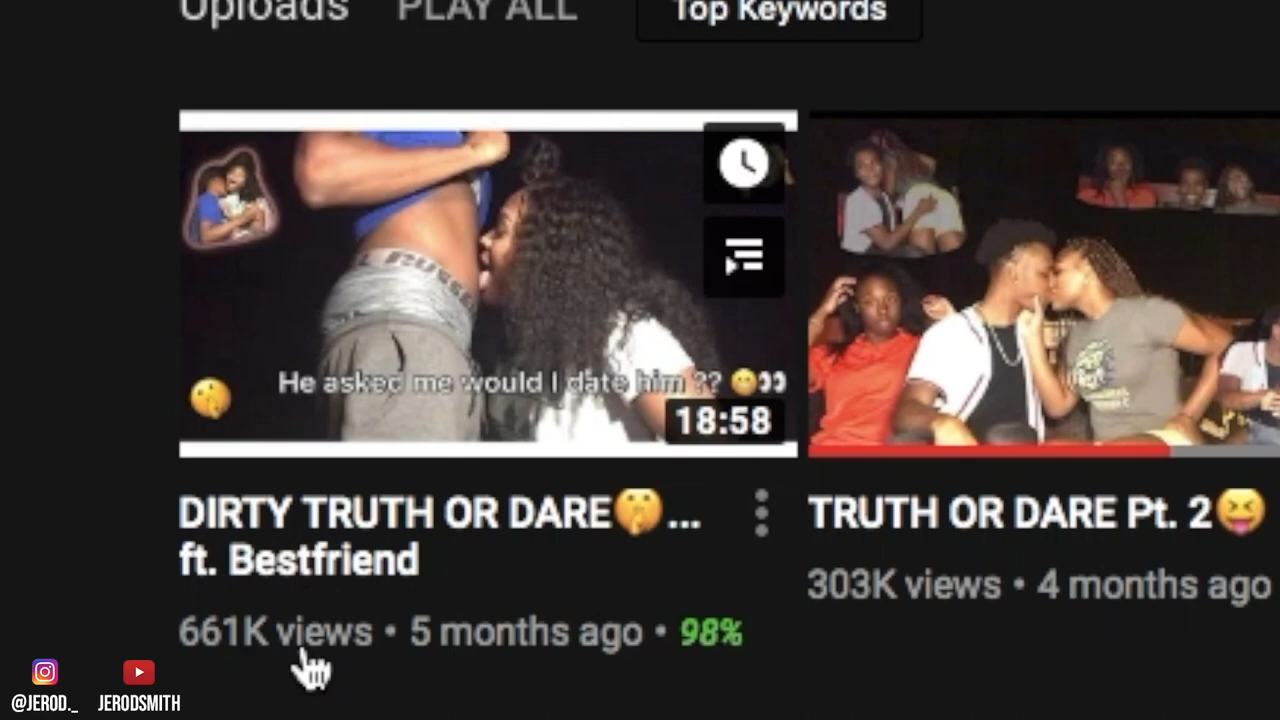 Uploads PLAY ALL Top Keywords
He asked me would I date him ??
18:58
DIRTY TRUTH OR DARE🤫...
ft. Bestfriend
661K views • 5 months ago • 98%
TRUTH OR DARE Pt. 2😝
303K views • 4 months ago
@JEROD._ JERODSMITH